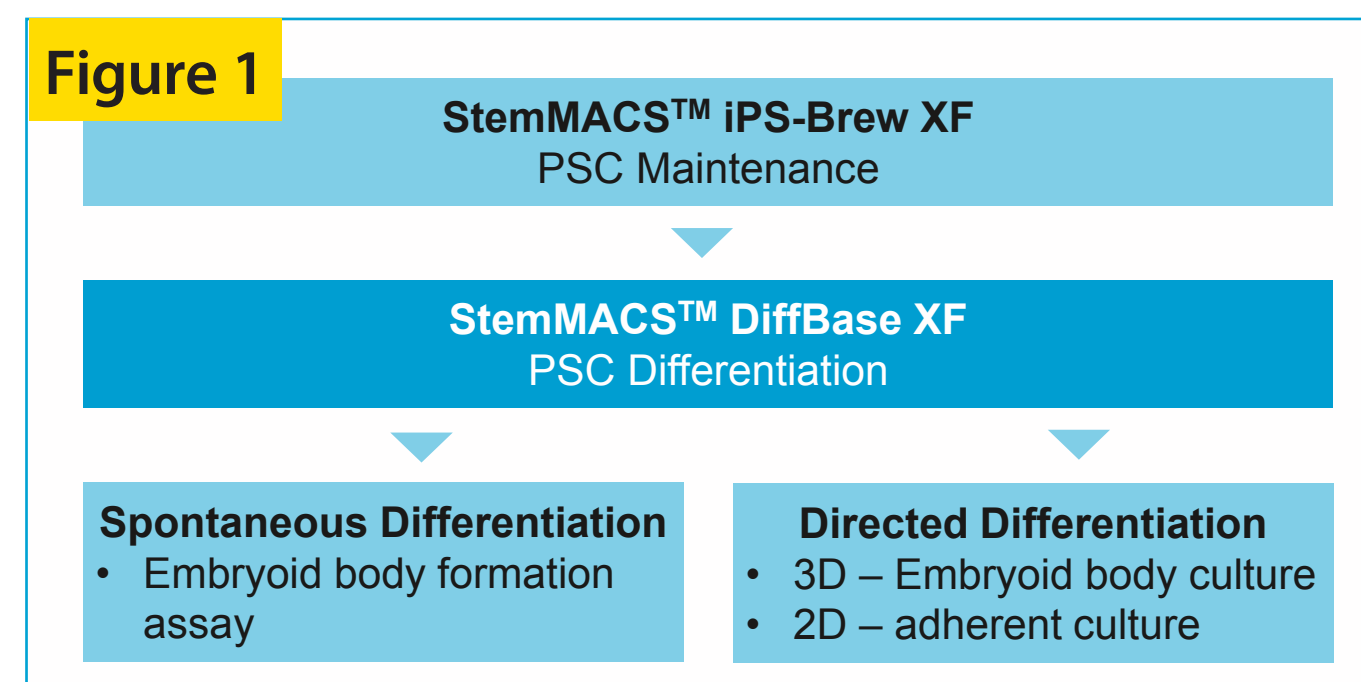 Figure 1
StemMACS™ iPS-Brew XF
PSC Maintenance
StemMACS™ DiffBase XF
PSC Differentiation
Spontaneous Differentiation
• Embryoid body formation
assay
Directed Differentiation
• 3D – Embryoid body culture
• 2D – adherent culture